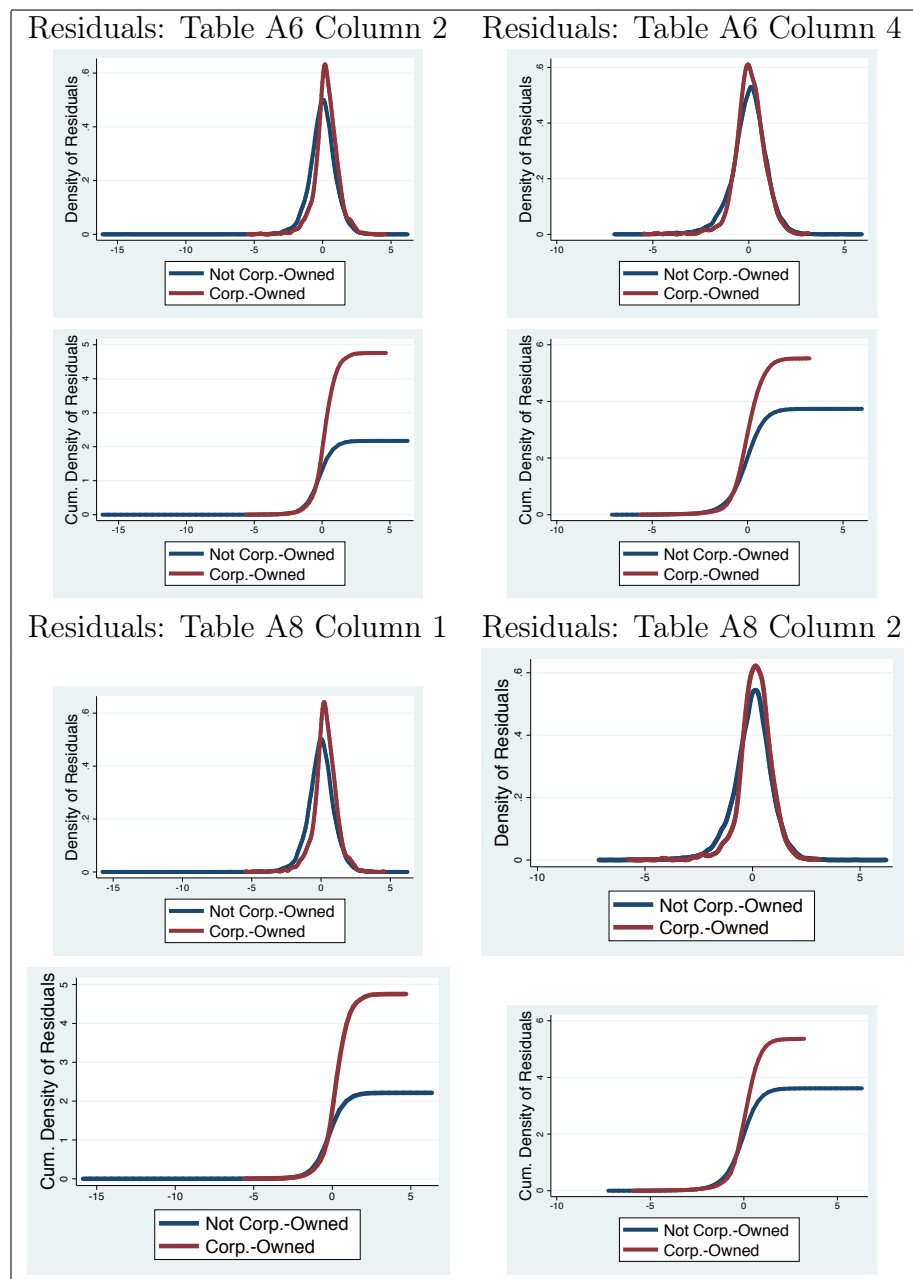 Residuals: Table A6 Column 2
Residuals: Table A6 Column 4
Density of Residuals
0 .2 .4 .6
-15 -10 -5 0 5
Not Corp.-Owned
Corp.-Owned
Density of Residuals
0 .2 .4 .6
-10 -5 0 5
Not Corp.-Owned
Corp.-Owned
Cum. Density of Residuals
0 1 2 3 4 5
-15 -10 -5 0 5
Not Corp.-Owned
Corp.-Owned
Cum. Density of Residuals
0 2 4 6
-10 -5 0 5
Not Corp.-Owned
Corp.-Owned
Residuals: Table A8 Column 1
Residuals: Table A8 Column 2
Density of Residuals
0 .2 .4 .6
-15 -10 -5 0 5
Not Corp.-Owned
Corp.-Owned
Density of Residuals
0 .2 .4 .6
-10 -5 0 5
Not Corp.-Owned
Corp.-Owned
Cum. Density of Residuals
0 1 2 3 4 5
-15 -10 -5 0 5
Not Corp.-Owned
Corp.-Owned
Cum. Density of Residuals
0 2 4 6
-10 -5 0 5
Not Corp.-Owned
Corp.-Owned